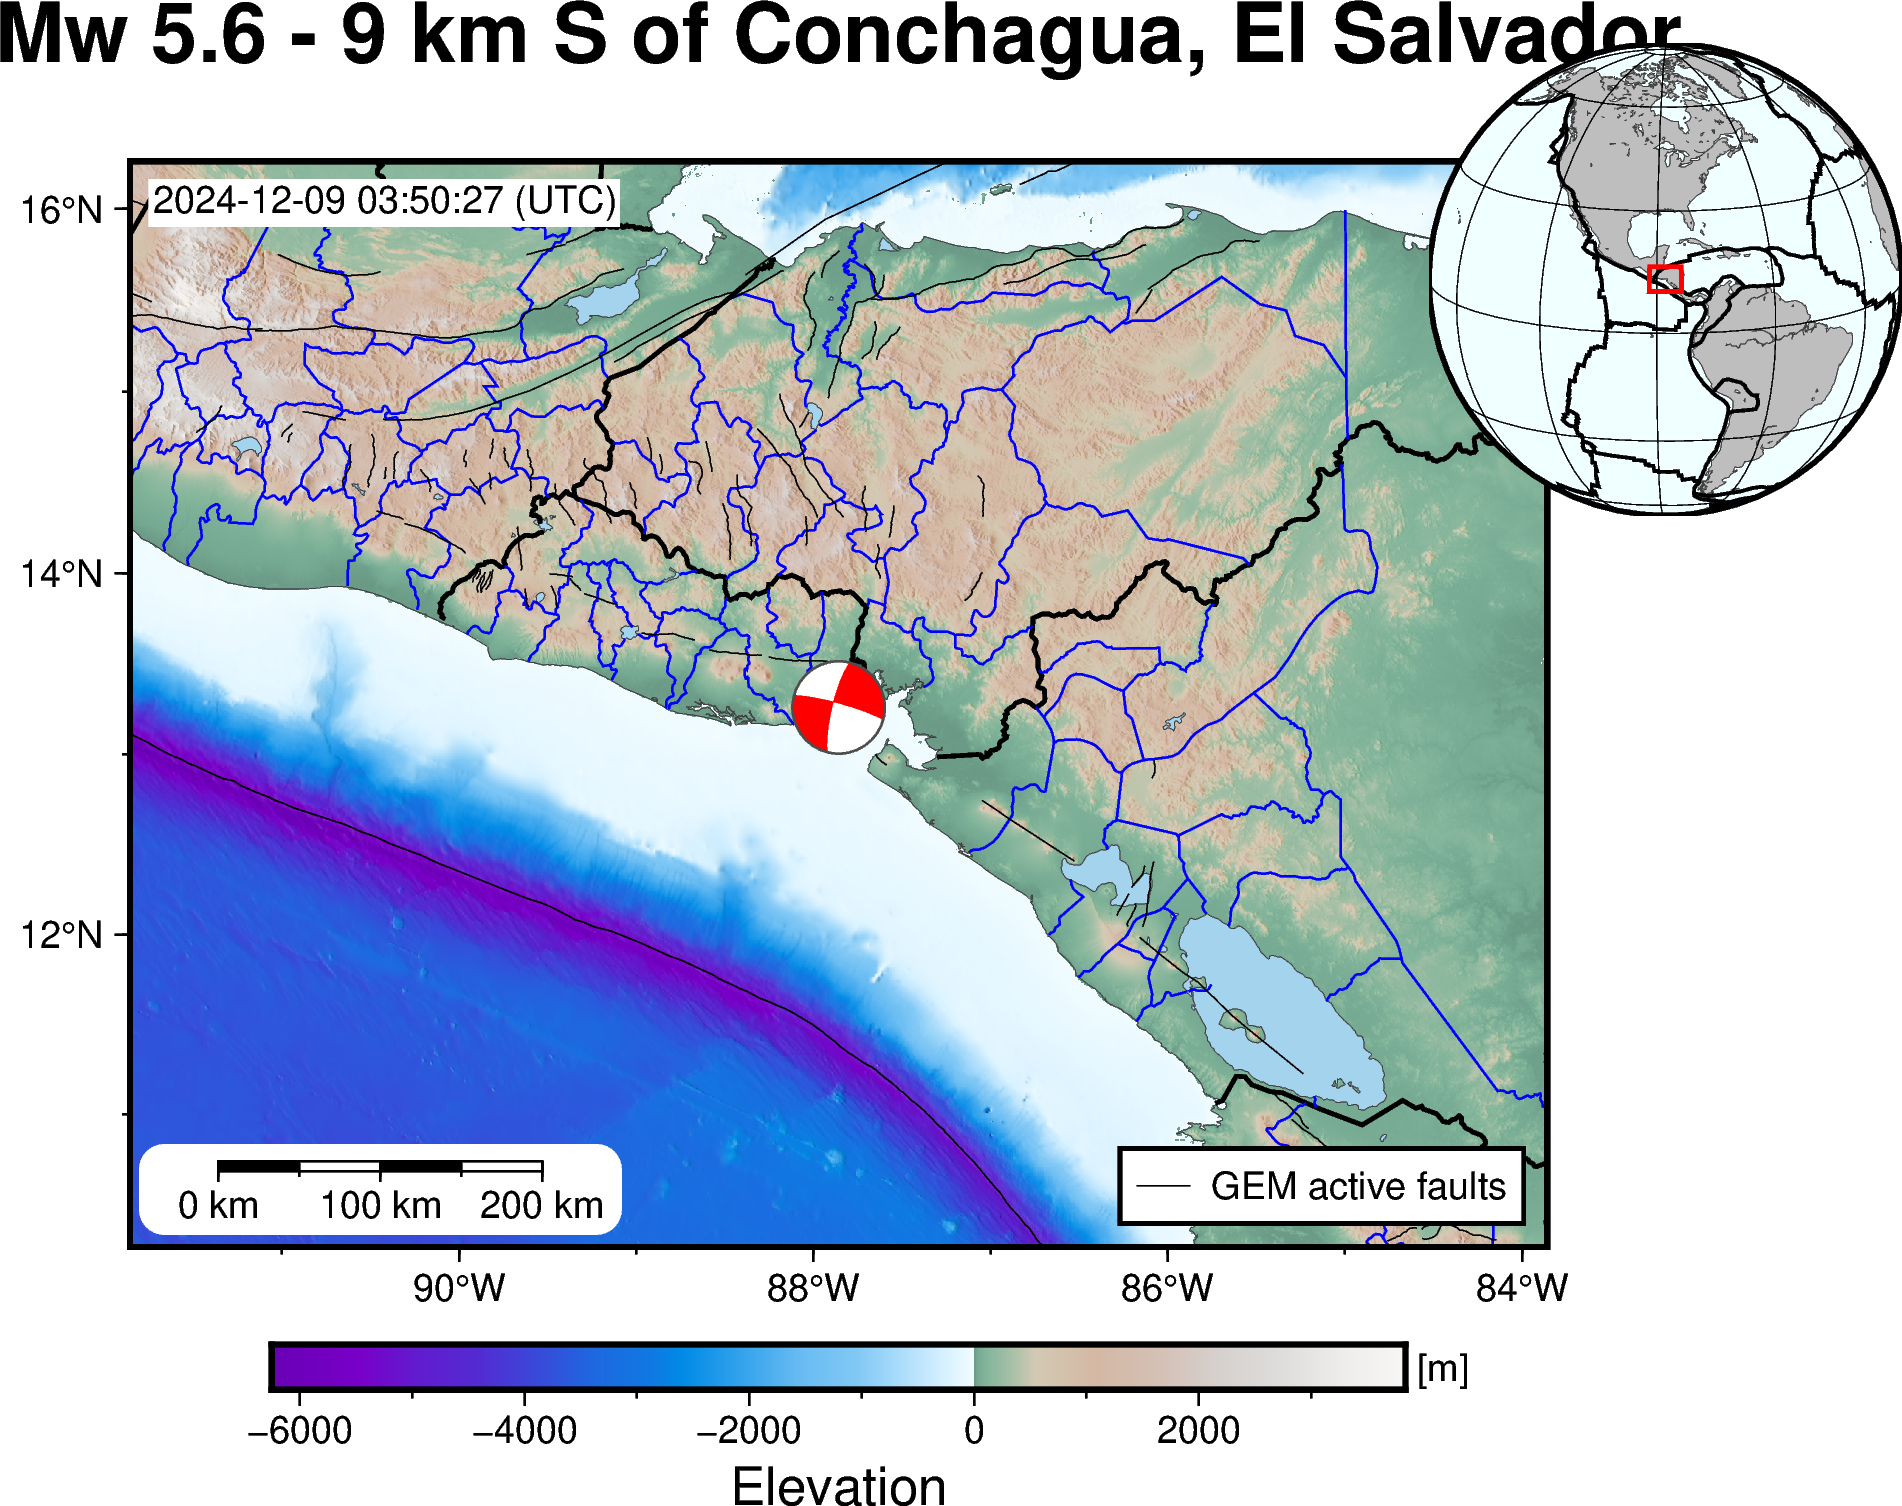 Mw 5.6 - 9 km S of Conchagua, El Salvador
2024-12-09 03:50:27 (UTC)
16°N
14°N
12°N
0 km 100 km 200 km
GEM active faults
90°W 88°W 86°W 84°W
[m]
−6000 −4000 −2000 0 2000
Elevation